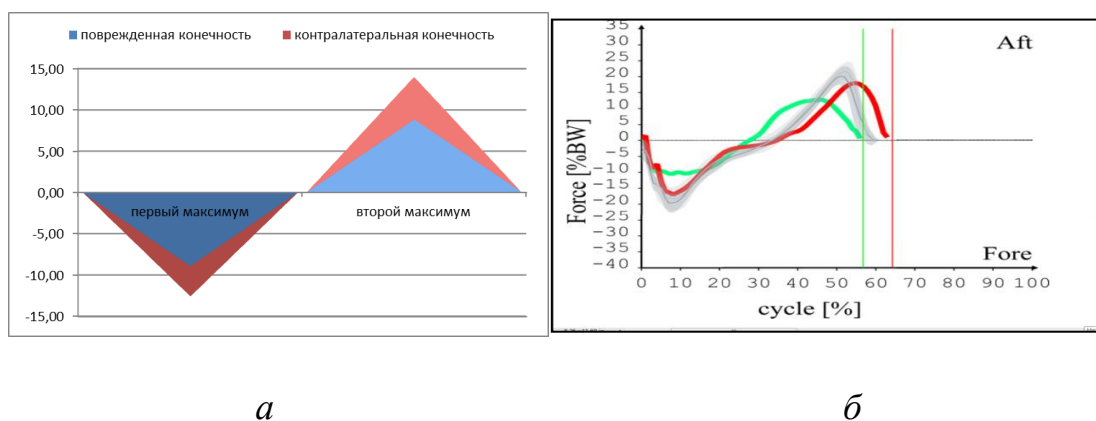 поврежденная конечность
контралатеральная конечность
15,00
10,00
5,00
0,00
-5,00
-10,00
-15,00
первый максимум
второй максимум
35
30
25
20
15
10
5
0
−5
−10
−15
−20
−25
−30
−35
−40
Force [%BW]
Aft
Fore
0 10 20 30 40 50 60 70 80 90 100
cycle [%]
а
б